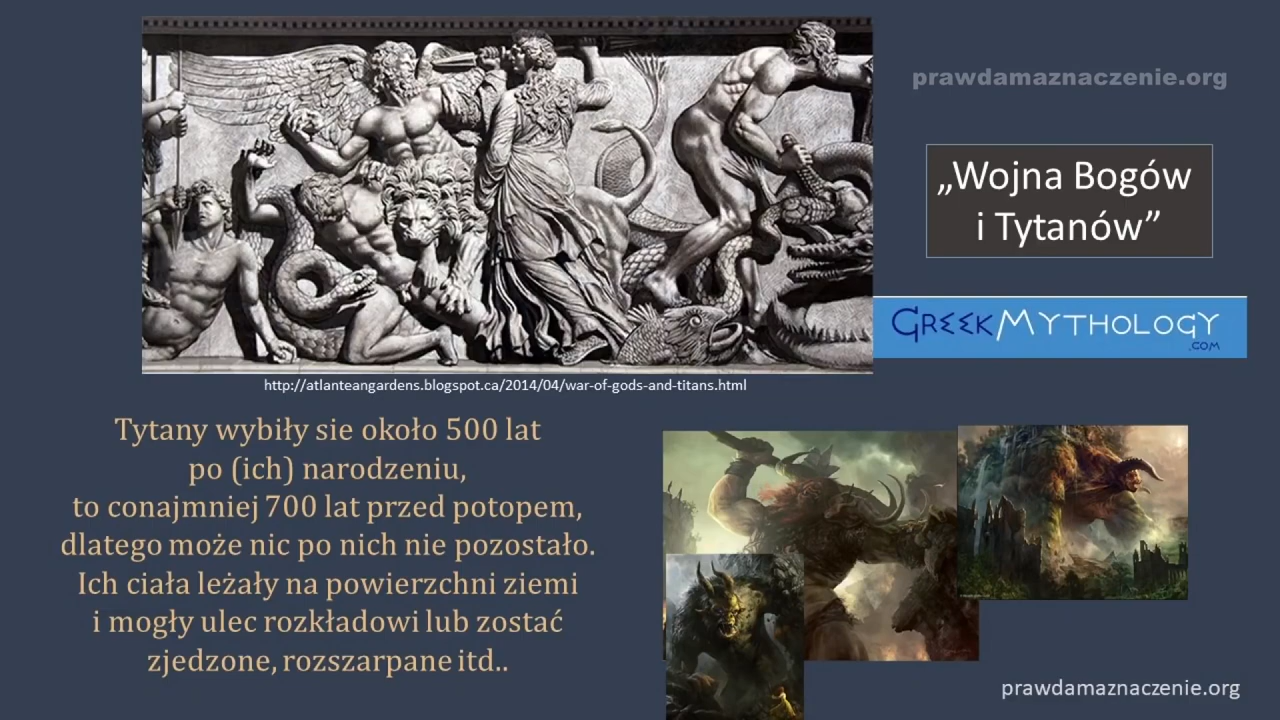 prawdamaznaczenie.org
„Wojna Bogów
i Tytanów”
GREEKMYTHOLOGY
.COM
http://atlanteangardens.blogspot.ca/2014/04/war-of-gods-and-titans.html
Tytany wybiły sie około 500 lat
po (ich) narodzeniu,
to conajmniej 700 lat przed potopem,
dlatego może nic po nich nie pozostało.
Ich ciała leżały na powierzchni ziemi
i mogły ulec rozkładowi lub zostać
zjedzone, rozszarpane itd..
prawdamaznaczenie.org